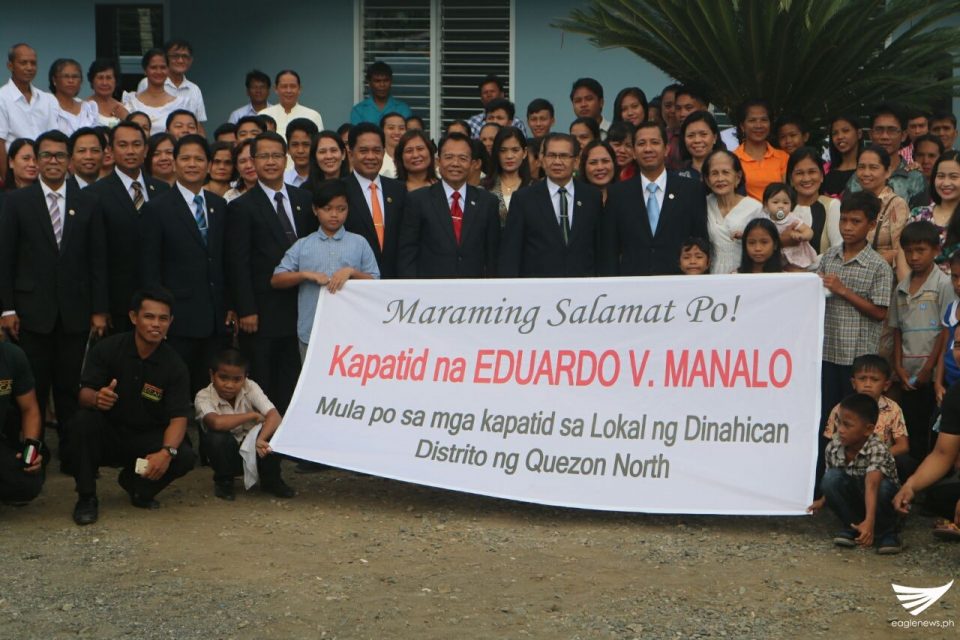 Maraming Salamat Po!
Kapatid na EDUARDO V. MANALO
Mula po sa mga kapatid sa Lokal ng Dinahican
Distrito ng Quezon North
eaglenews.ph